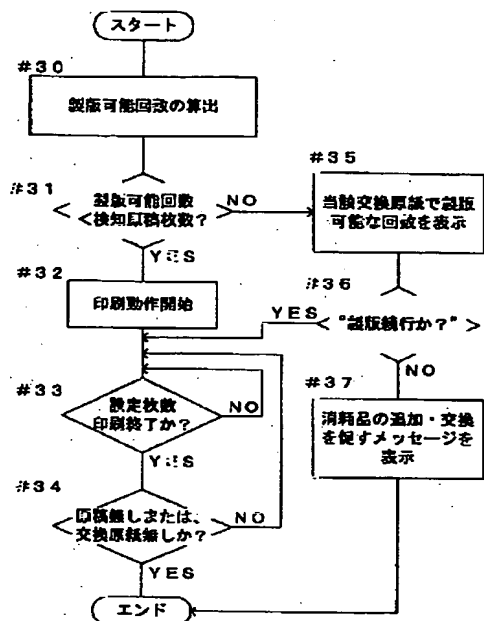 スタート
#30
製版可能回数の算出
#31
製版可能回数
<検知原稿枚数?
NO
YES
#32
印刷動作開始
#33
設定枚数
印刷終了か?
NO
YES
#34
原稿無しまたは、
交換原紙無しか?
NO
YES
エンド
#35
当該交換原紙で製版
可能な回数を表示
#36
"製版続行か?"
YES
NO
#37
消耗品の追加・交換
を促すメッセージを
表示